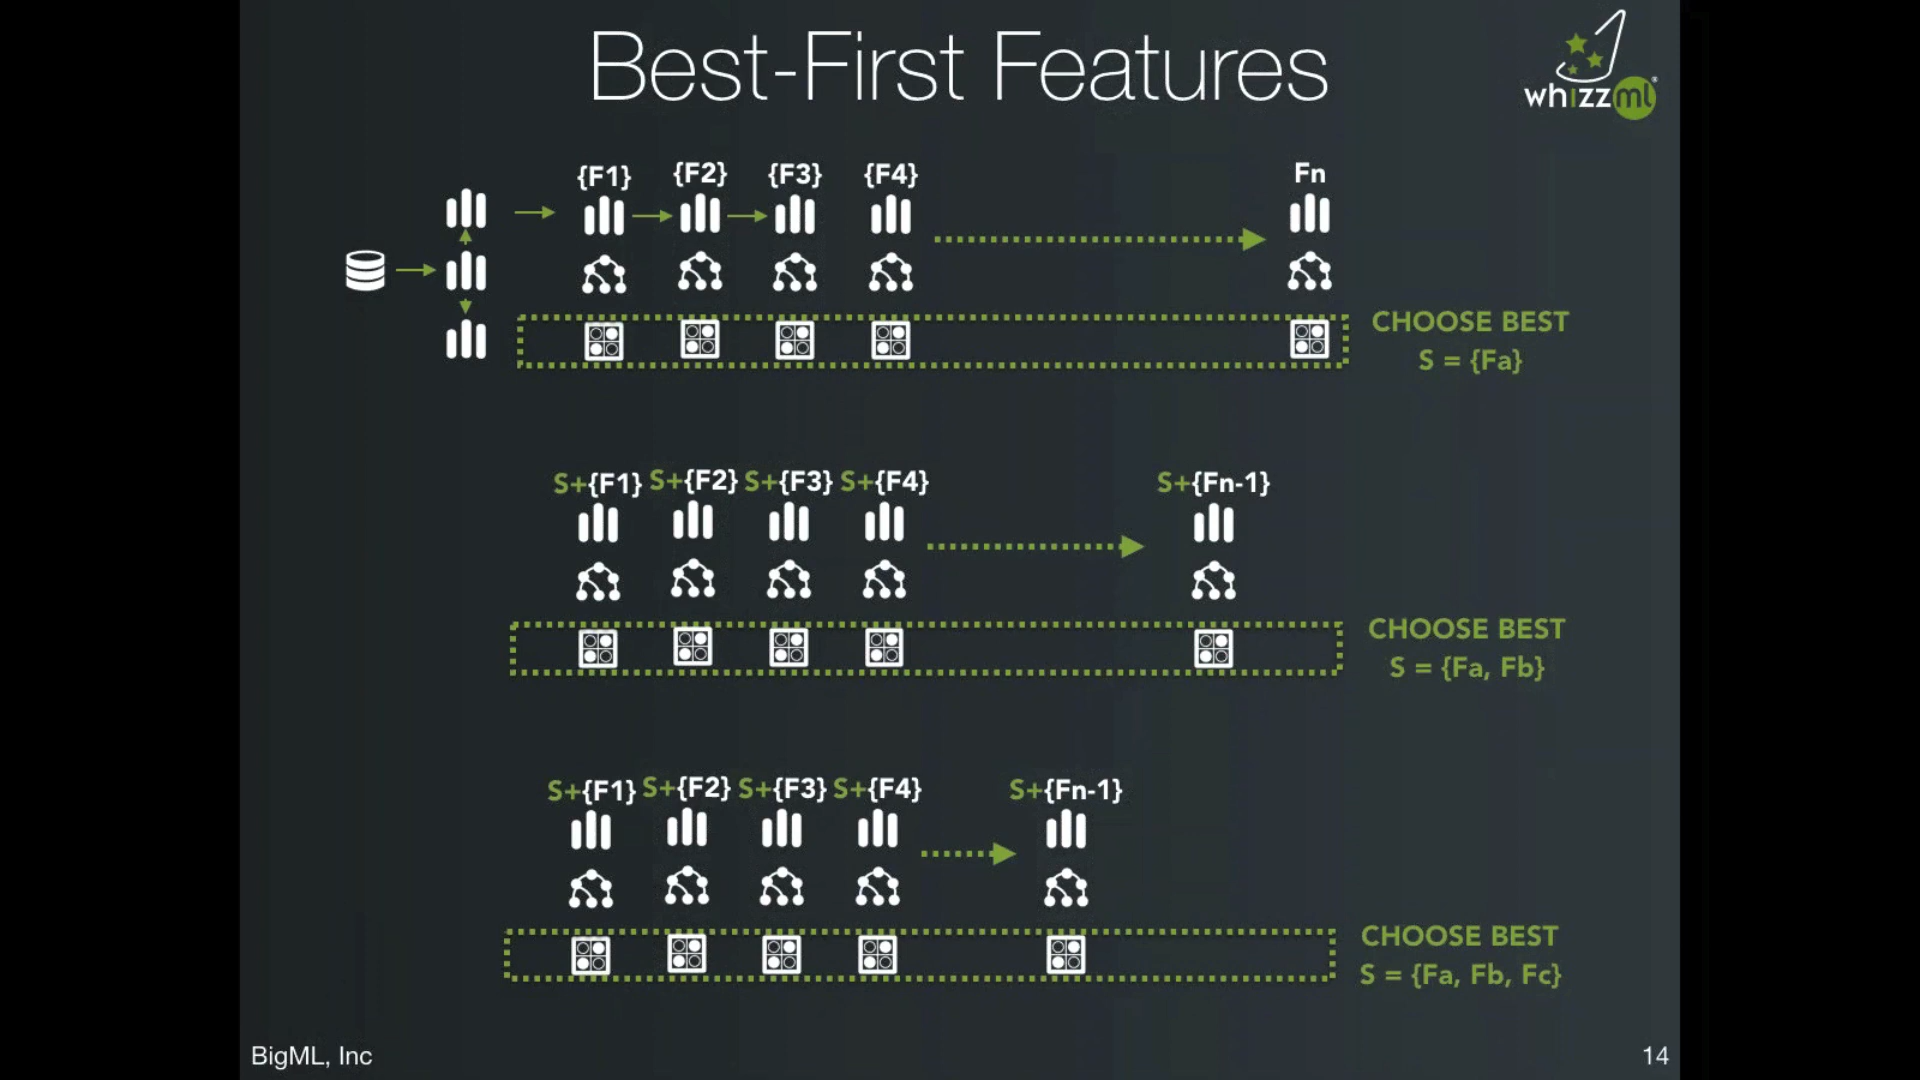 Best-First Features
whizzml
{F1} {F2} {F3} {F4} Fn
CHOOSE BEST
S = {Fa}
S+{F1} S+{F2} S+{F3} S+{F4} S+{Fn-1}
CHOOSE BEST
S = {Fa, Fb}
S+{F1} S+{F2} S+{F3} S+{F4} S+{Fn-1}
CHOOSE BEST
S = {Fa, Fb, Fc}
BigML, Inc
14